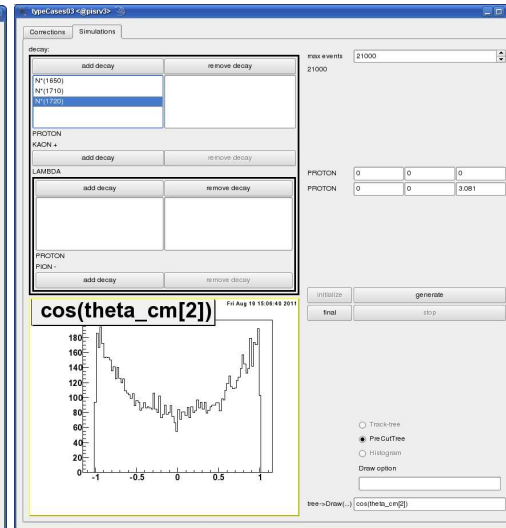 typeCases03 <@pisrv3>
Corrections Simulations
decay:
add decay remove decay
N*(1650)
N*(1710)
N*(1720)
PROTON
KAON +
add decay remove decay
LAMBDA
add decay remove decay
PROTON
PION -
add decay remove decay
cos(theta_cm[2])
Fri Aug 19 15:06:40 2011
180
160
140
120
100
80
60
40
20
0
-1 -0.5 0 0.5 1
max events 21000
21000
PROTON 0 0 0
PROTON 0 0 3.081
initialize generate
final stop
Track-tree
PreCutTree
Histogram
Draw option
tree->Draw(...) cos(theta_cm[2])